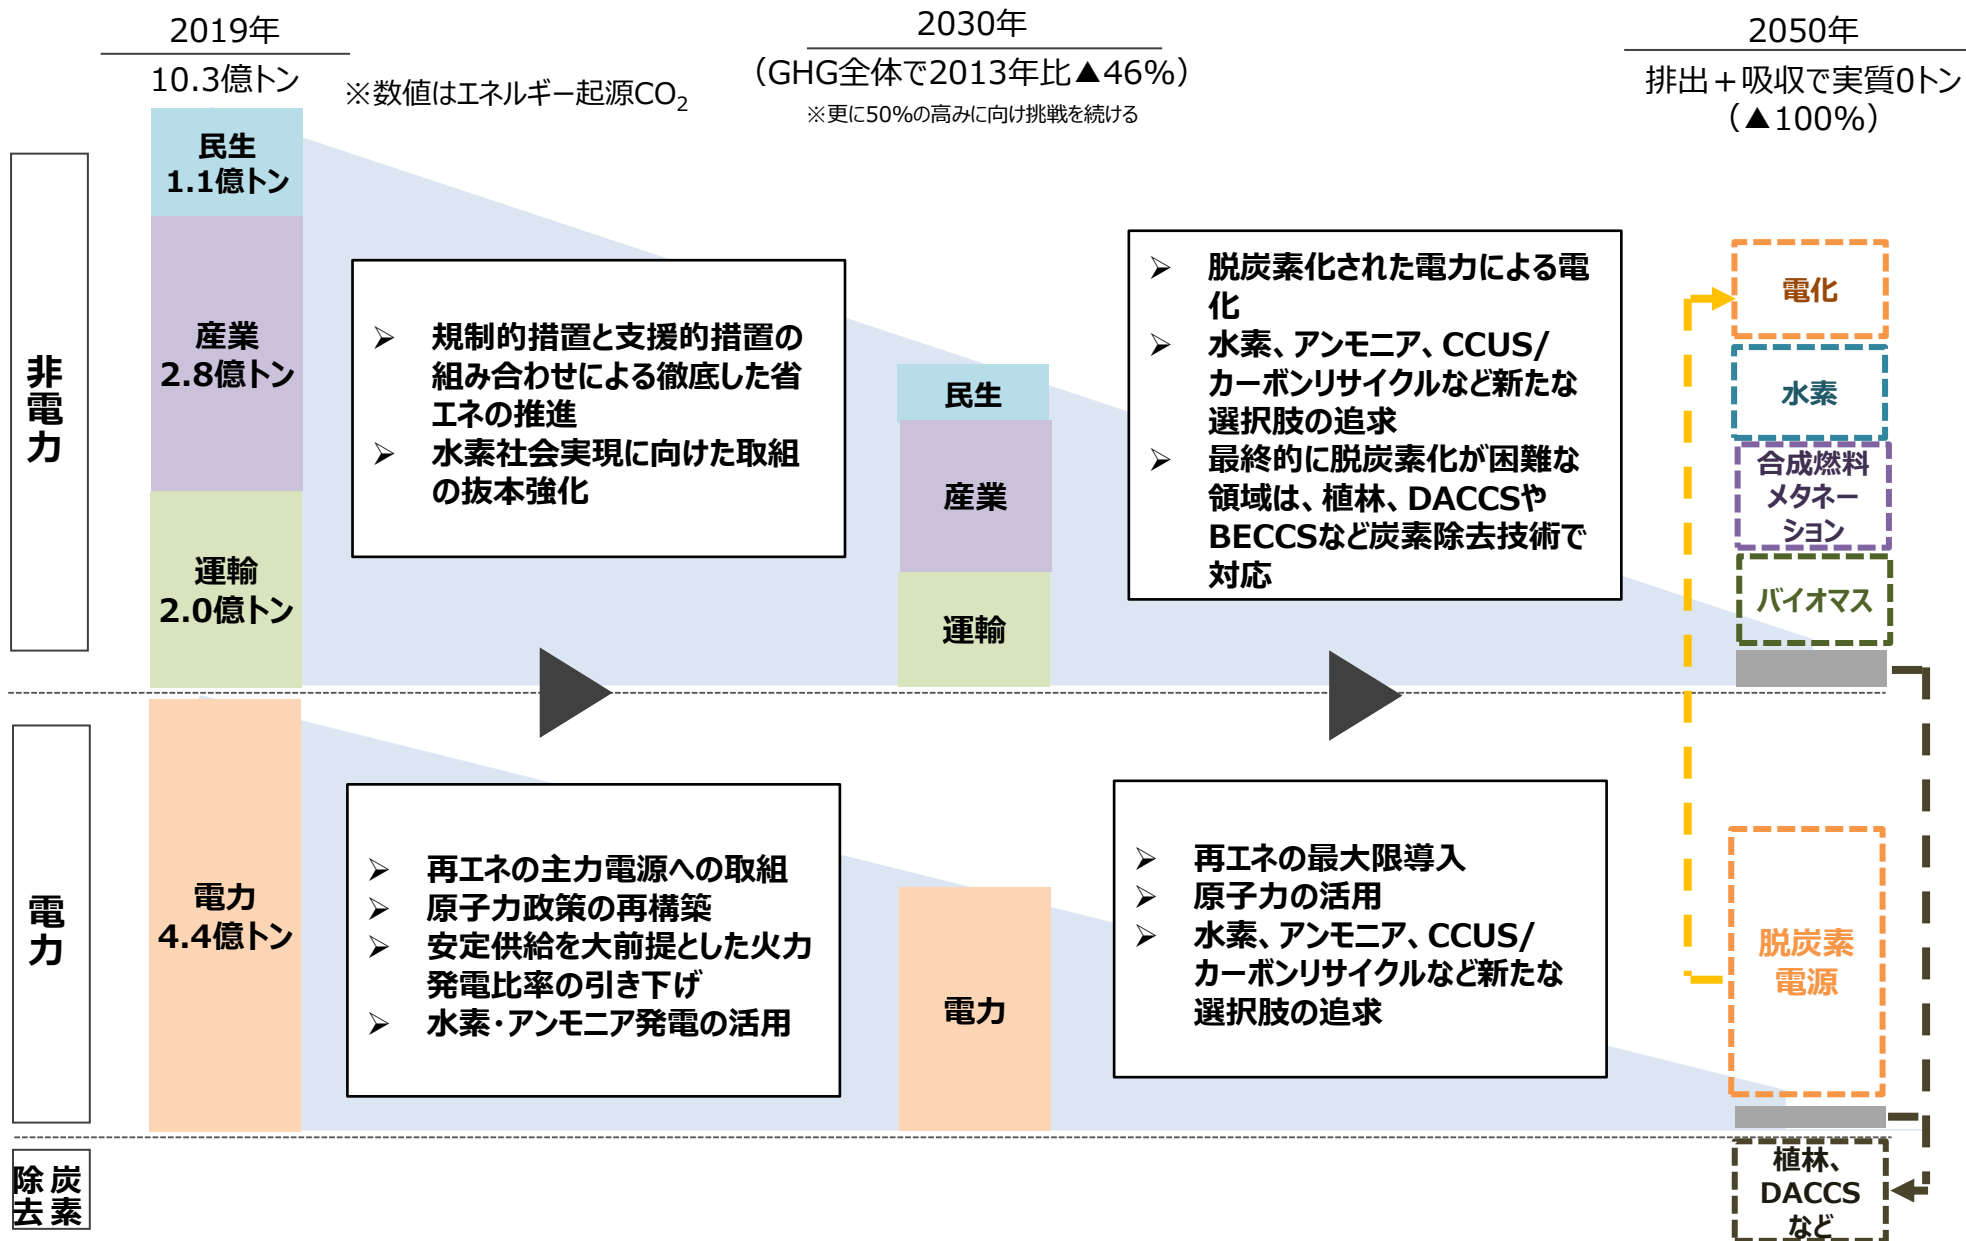 2019年
10.3億トン
※数値はエネルギー起源CO2
2030年
（GHG全体で2013年比▲46%）
※更に50%の高みに向け挑戦を続ける
2050年
排出＋吸収で実質0トン
（▲100%）
非電力
民生
1.1億トン
産業
2.8億トン
運輸
2.0億トン
➢ 規制的措置と支援的措置の
組み合わせによる徹底した省
エネの推進
➢ 水素社会実現に向けた取組
の抜本強化
民生
産業
運輸
➢ 脱炭素化された電力による電
化
➢ 水素、アンモニア、CCUS/
カーボンリサイクルなど新たな
選択肢の追求
➢ 最終的に脱炭素化が困難な
領域は、植林、DACCSや
BECCSなど炭素除去技術で
対応
電化
水素
合成燃料
メタネー
ション
バイオマス
電力
電力
4.4億トン
➢ 再エネの主力電源への取組
➢ 原子力政策の再構築
➢ 安定供給を大前提とした火力
発電比率の引き下げ
➢ 水素・アンモニア発電の活用
電力
➢ 再エネの最大限導入
➢ 原子力の活用
➢ 水素、アンモニア、CCUS/
カーボンリサイクルなど新たな
選択肢の追求
脱炭素
電源
炭素
除去
植林、
DACCS
など